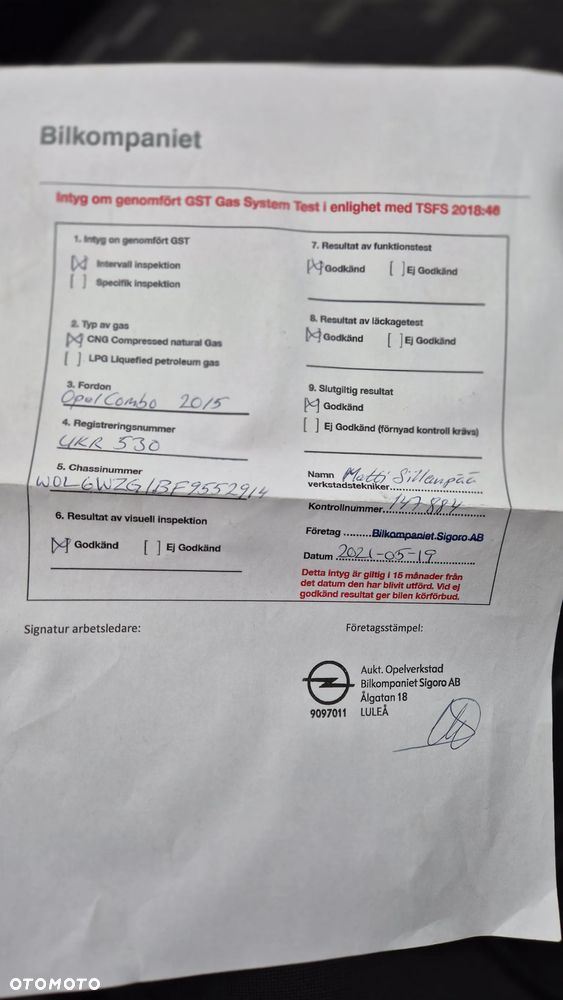 Bilkompaniet
Intyg om genomfört GST Gas System Test i enlighet med TSFS 2018:46
1. Intyg on genomfört GST
[X] Intervall inspektion
[ ] Specifik inspektion
2. Typ av gas
[X] CNG Compressed natural Gas
[ ] LPG Liquefied petroleum gas
3. Fordon
Opel Combo 2015
4. Registreringsnummer
UKR 530
5. Chassinummer
WOL6WZG1BF9552914
6. Resultat av visuell inspektion
[X] Godkänd [ ] Ej Godkänd
7. Resultat av funktionstest
[X] Godkänd [ ] Ej Godkänd
8. Resultat av läckagetest
[X] Godkänd [ ] Ej Godkänd
9. Slutgiltig resultat
[X] Godkänd
[ ] Ej Godkänd (förnyad kontroll krävs)
Namn Matti Sillanpää
verkstadstekniker
Kontrollnummer 147884
Företag Bilkompaniet Sigoro AB
Datum 2021-05-19
Detta intyg är giltig i 15 månader från
det datum den har blivit utförd. Vid ej
godkänd resultat ger bilen körförbud.
Signatur arbetsledare:
Företagsstämpel:
Aukt. Opelverkstad
Bilkompaniet Sigoro AB
Ålgatan 18
9097011 LULEÅ
OTOMOTO